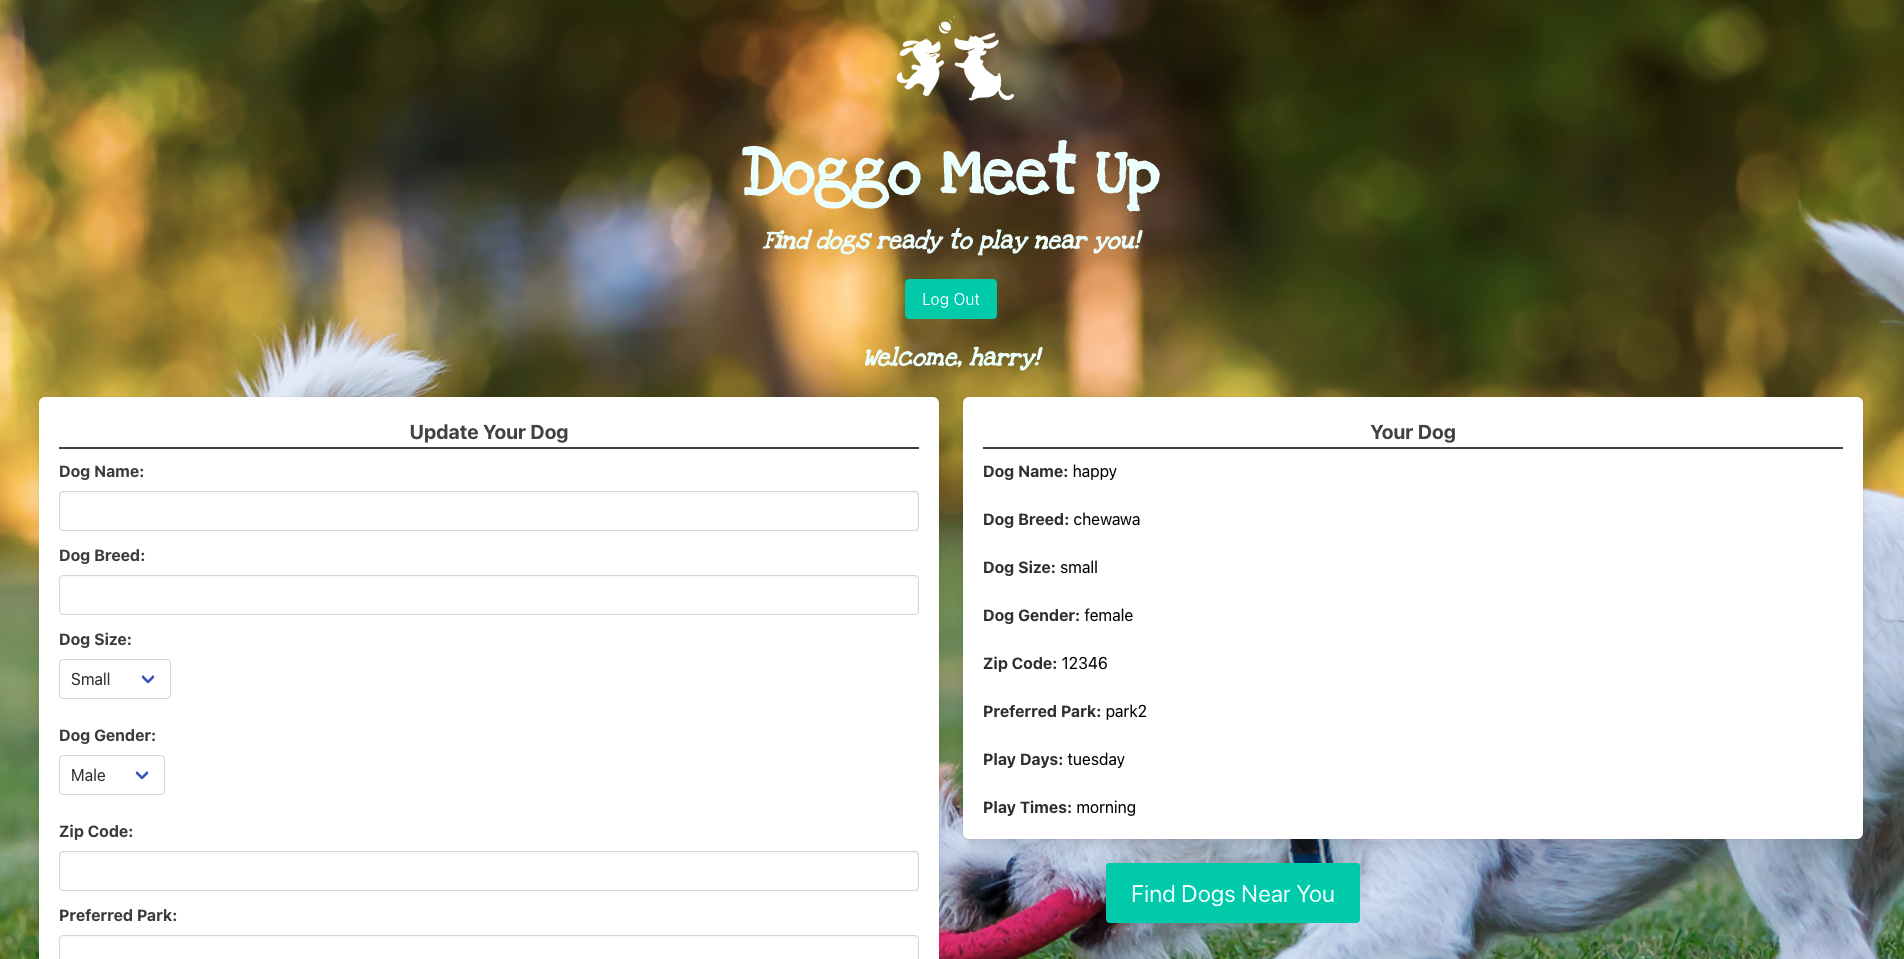 Doggo Meet Up
Find dogs ready to play near you!
Log Out
Welcome, harry!
Update Your Dog
Dog Name:
Dog Breed:
Dog Size:
Small
Dog Gender:
Male
Zip Code:
Preferred Park:
Your Dog
Dog Name: happy
Dog Breed: chewawa
Dog Size: small
Dog Gender: female
Zip Code: 12346
Preferred Park: park2
Play Days: tuesday
Play Times: morning
Find Dogs Near You